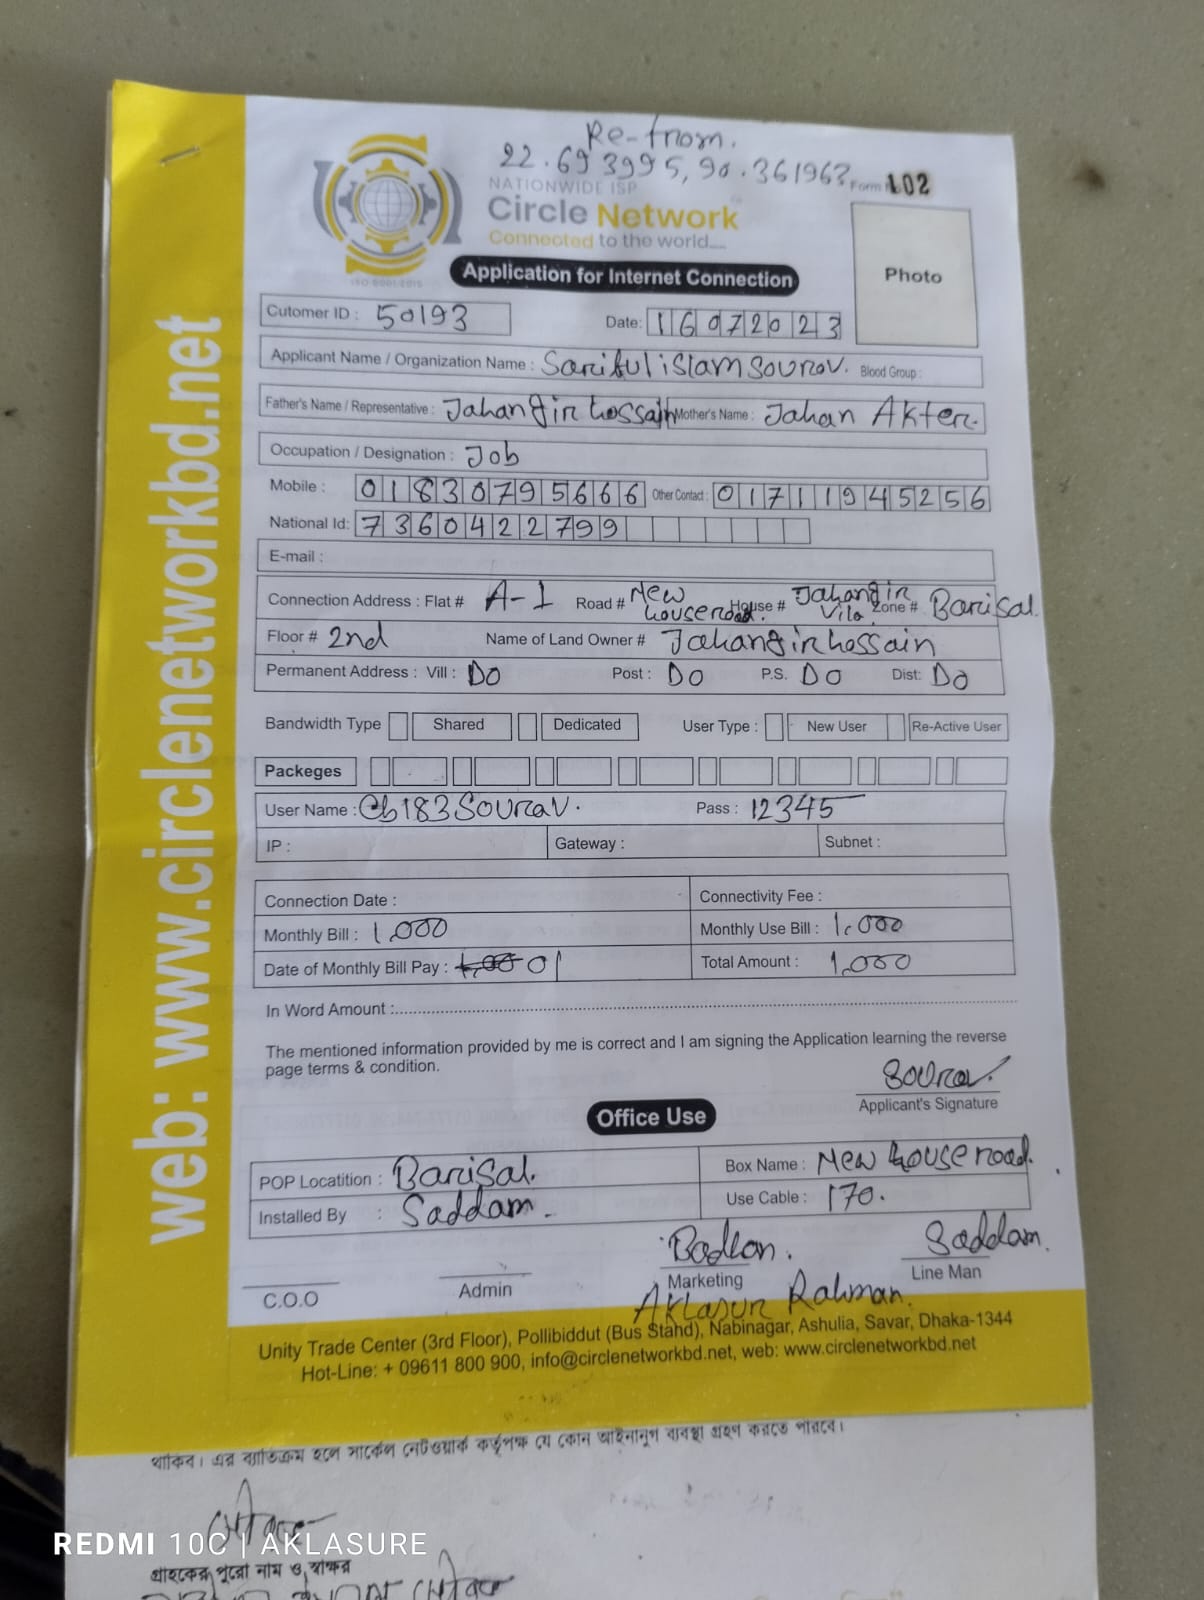 Re-from.
22.693995, 90.361963
Form 102
NATIONWIDE ISP
Circle Network
Connected to the world....
ISO 9001:2015
Application for Internet Connection
Photo
Cutomer ID : 50193
Date: 16072023
Applicant Name / Organization Name : Sariful islam Sourav. Blood Group :
Father's Name / Representative : Jahangir hossain Mother's Name : Jahan Akter.
Occupation / Designation : Job
Mobile : 01830795666 Other Contact : 01711945256
National Id: 7360422799
E-mail :
Connection Address : Flat # A-1 Road # New house road. House # Jahangir Vila Zone # Barisal.
Floor # 2nd Name of Land Owner # Jahangir hossain
Permanent Address : Vill : DO Post : DO P.S. DO Dist: DO
Bandwidth Type Shared Dedicated User Type : New User Re-Active User
Packeges
User Name : Cb183Sourav. Pass : 12345
IP : Gateway : Subnet :
Connection Date : Connectivity Fee :
Monthly Bill : 1,000 Monthly Use Bill : 1,000
Date of Monthly Bill Pay : 01 Total Amount : 1,000
In Word Amount :
The mentioned information provided by me is correct and I am signing the Application learning the reverse
page terms & condition.
Sourav.
Applicant's Signature
Office Use
POP Locatition : Barisal. Box Name : New house road.
Installed By : Saddam. Use Cable : 170.
Badhon. Saddam.
C.O.O Admin Marketing Line Man
Aklasur Rahman.
Unity Trade Center (3rd Floor), Pollibiddut (Bus Stahd), Nabinagar, Ashulia, Savar, Dhaka-1344
Hot-Line: + 09611 800 900, info@circlenetworkbd.net, web: www.circlenetworkbd.net
web: www.circlenetworkbd.net
থাকিব। এর ব্যতিক্রম হলে সার্কেল নেটওয়ার্ক কর্তৃপক্ষ যে কোন আইনানুগ ব্যবস্থা গ্রহণ করতে পারবে।
সৌরভ
গ্রাহকের পুরো নাম ও স্বাক্ষর
REDMI 10C | AKLASURE